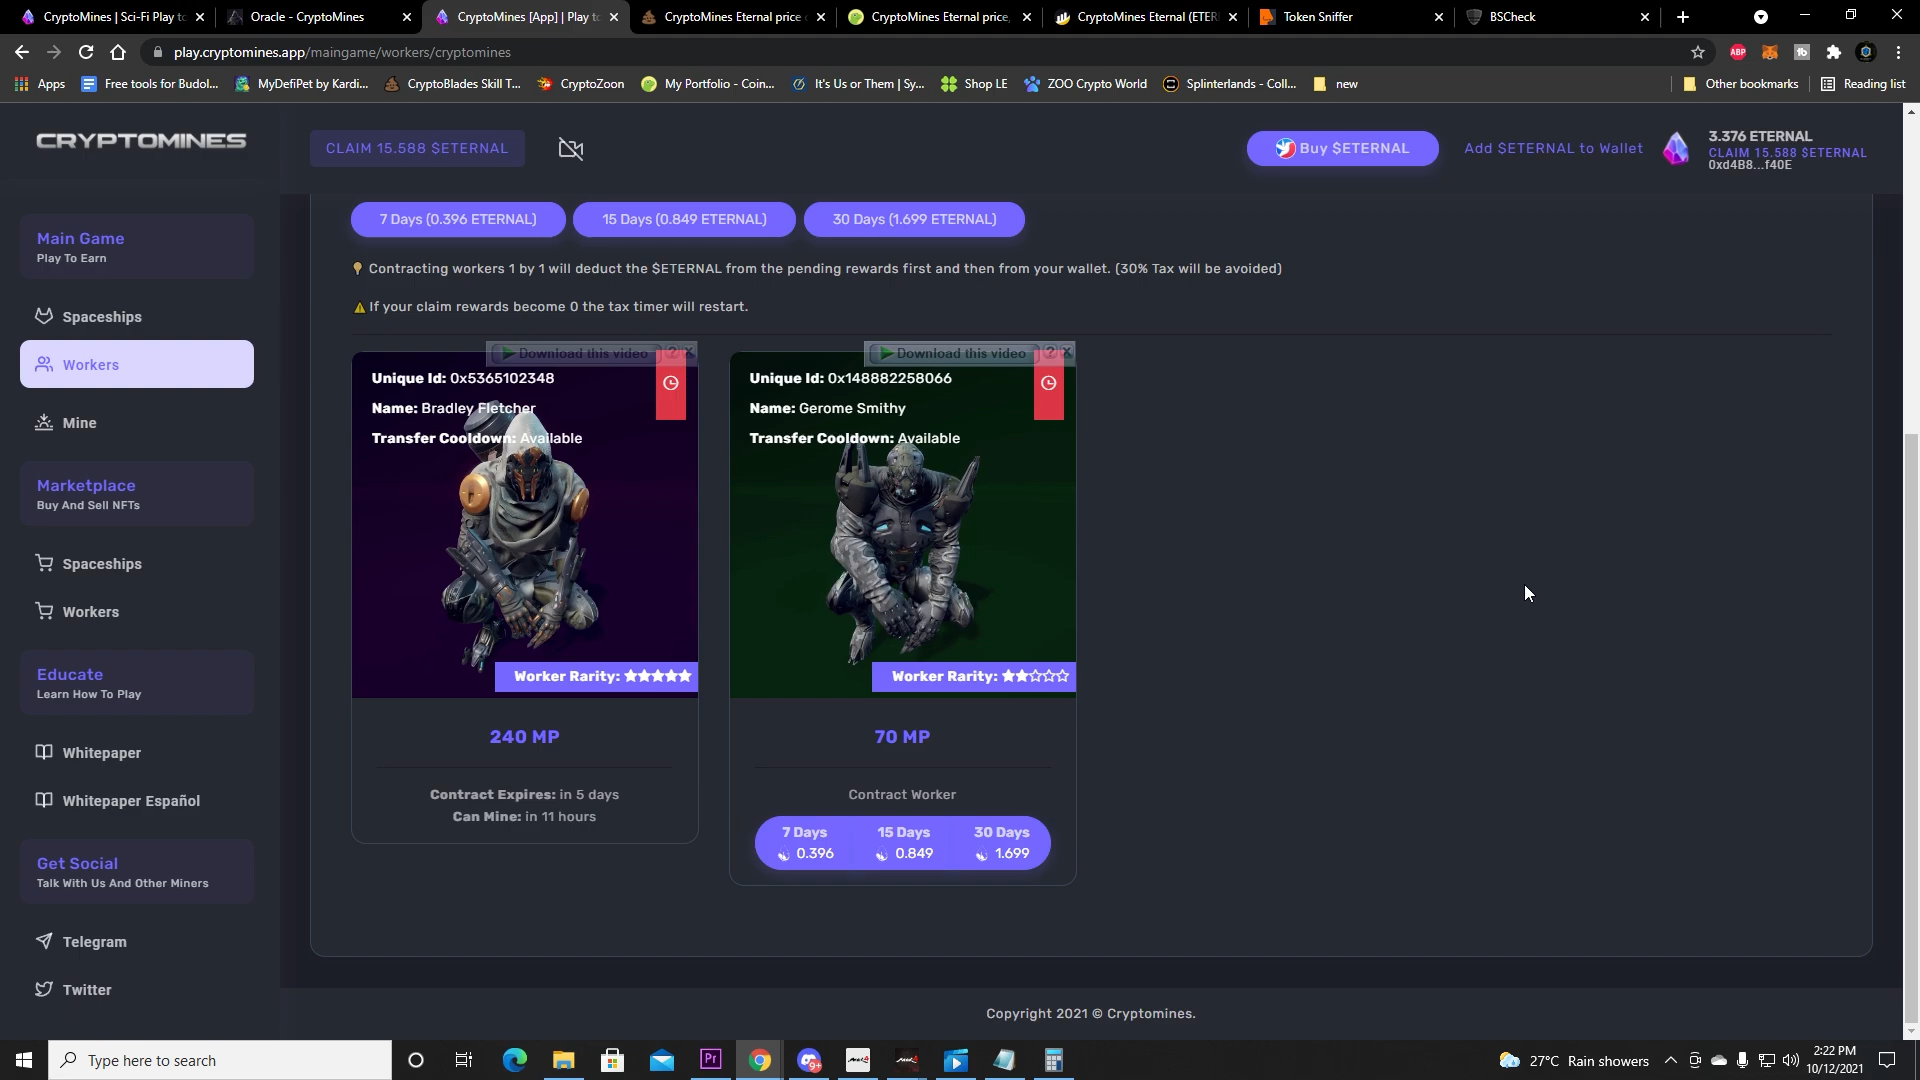 CryptoMines | Sci-Fi Play to
Oracle - CryptoMines
CryptoMines [App] | Play to
CryptoMines Eternal price
CryptoMines Eternal price,
CryptoMines Eternal (ETER
Token Sniffer
BSCheck
play.cryptomines.app/maingame/workers/cryptomines
ABP
Apps
Free tools for Budol...
MyDefiPet by Kardi...
CryptoBlades Skill T...
CryptoZoon
My Portfolio - Coin...
It's Us or Them | Sy...
Shop LE
ZOO Crypto World
Splinterlands - Coll...
new
Other bookmarks
Reading list
CRYPTOMINES
CLAIM 15.588 $ETERNAL
Buy $ETERNAL
Add $ETERNAL to Wallet
3.376 ETERNAL
CLAIM 15.588 $ETERNAL
0xd4B8...f40E
Main Game
Play To Earn
Spaceships
Workers
Mine
Marketplace
Buy And Sell NFTs
Spaceships
Workers
Educate
Learn How To Play
Whitepaper
Whitepaper Español
Get Social
Talk With Us And Other Miners
Telegram
Twitter
7 Days (0.396 ETERNAL)
15 Days (0.849 ETERNAL)
30 Days (1.699 ETERNAL)
Contracting workers 1 by 1 will deduct the $ETERNAL from the pending rewards first and then from your wallet. (30% Tax will be avoided)
If your claim rewards become 0 the tax timer will restart.
Download this video ? X
Unique Id: 0x5365102348
Name: Bradley Fletcher
Transfer Cooldown: Available
Worker Rarity:
240 MP
Contract Expires: in 5 days
Can Mine: in 11 hours
Download this video ? X
Unique Id: 0x148882258066
Name: Gerome Smithy
Transfer Cooldown: Available
Worker Rarity:
70 MP
Contract Worker
7 Days 15 Days 30 Days
0.396 0.849 1.699
Copyright 2021 © Cryptomines.
Type here to search
Pr
9+
27°C Rain showers
2:22 PM
10/12/2021